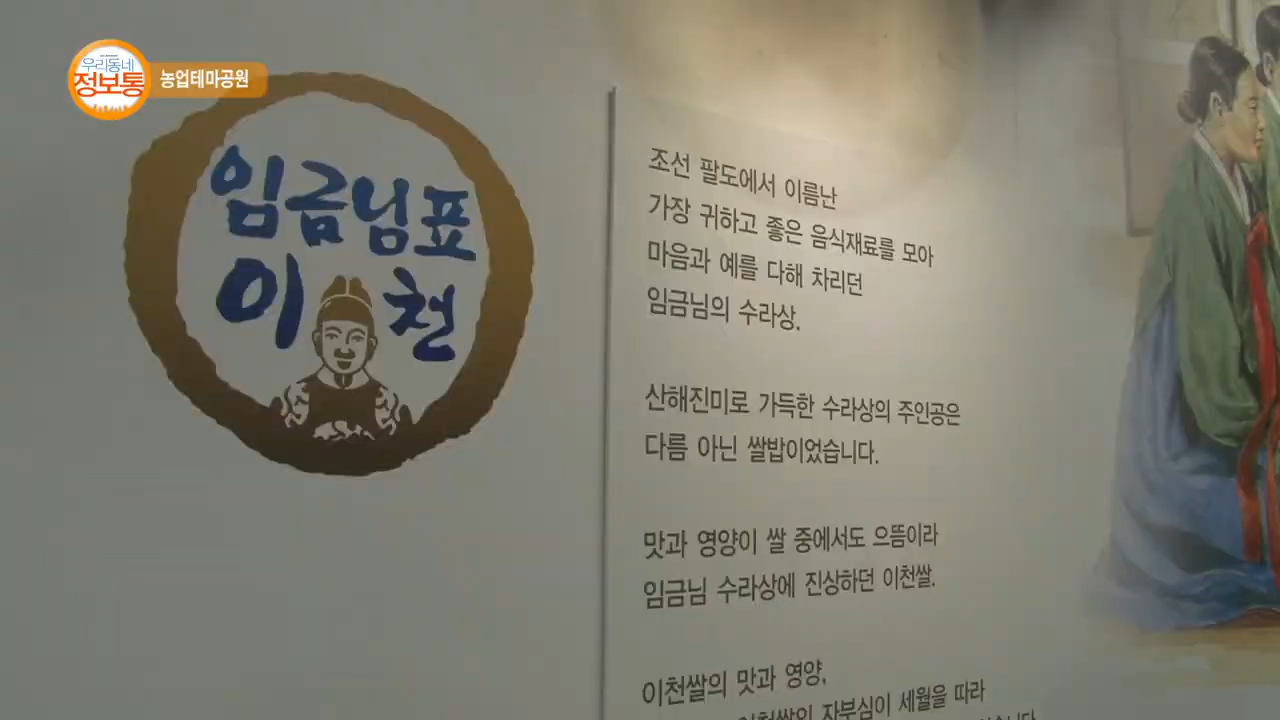 우리동네
정보통
농업테마공원
임금님표
이천
조선 팔도에서 이름난
가장 귀하고 좋은 음식재료를 모아
마음과 예를 다해 차리던
임금님의 수라상.
산해진미로 가득한 수라상의 주인공은
다름 아닌 쌀밥이었습니다.
맛과 영양이 쌀 중에서도 으뜸이라
임금님 수라상에 진상하던 이천쌀.
이천쌀의 맛과 영양,
이천쌀의 자부심이 세월을 따라